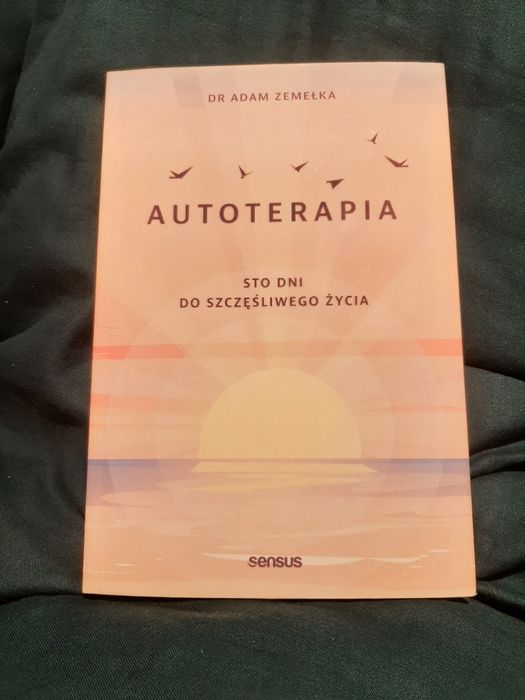 DR ADAM ZEMEŁKA
AUTOTERAPIA
STO DNI
DO SZCZĘŚLIWEGO ŻYCIA
sensus